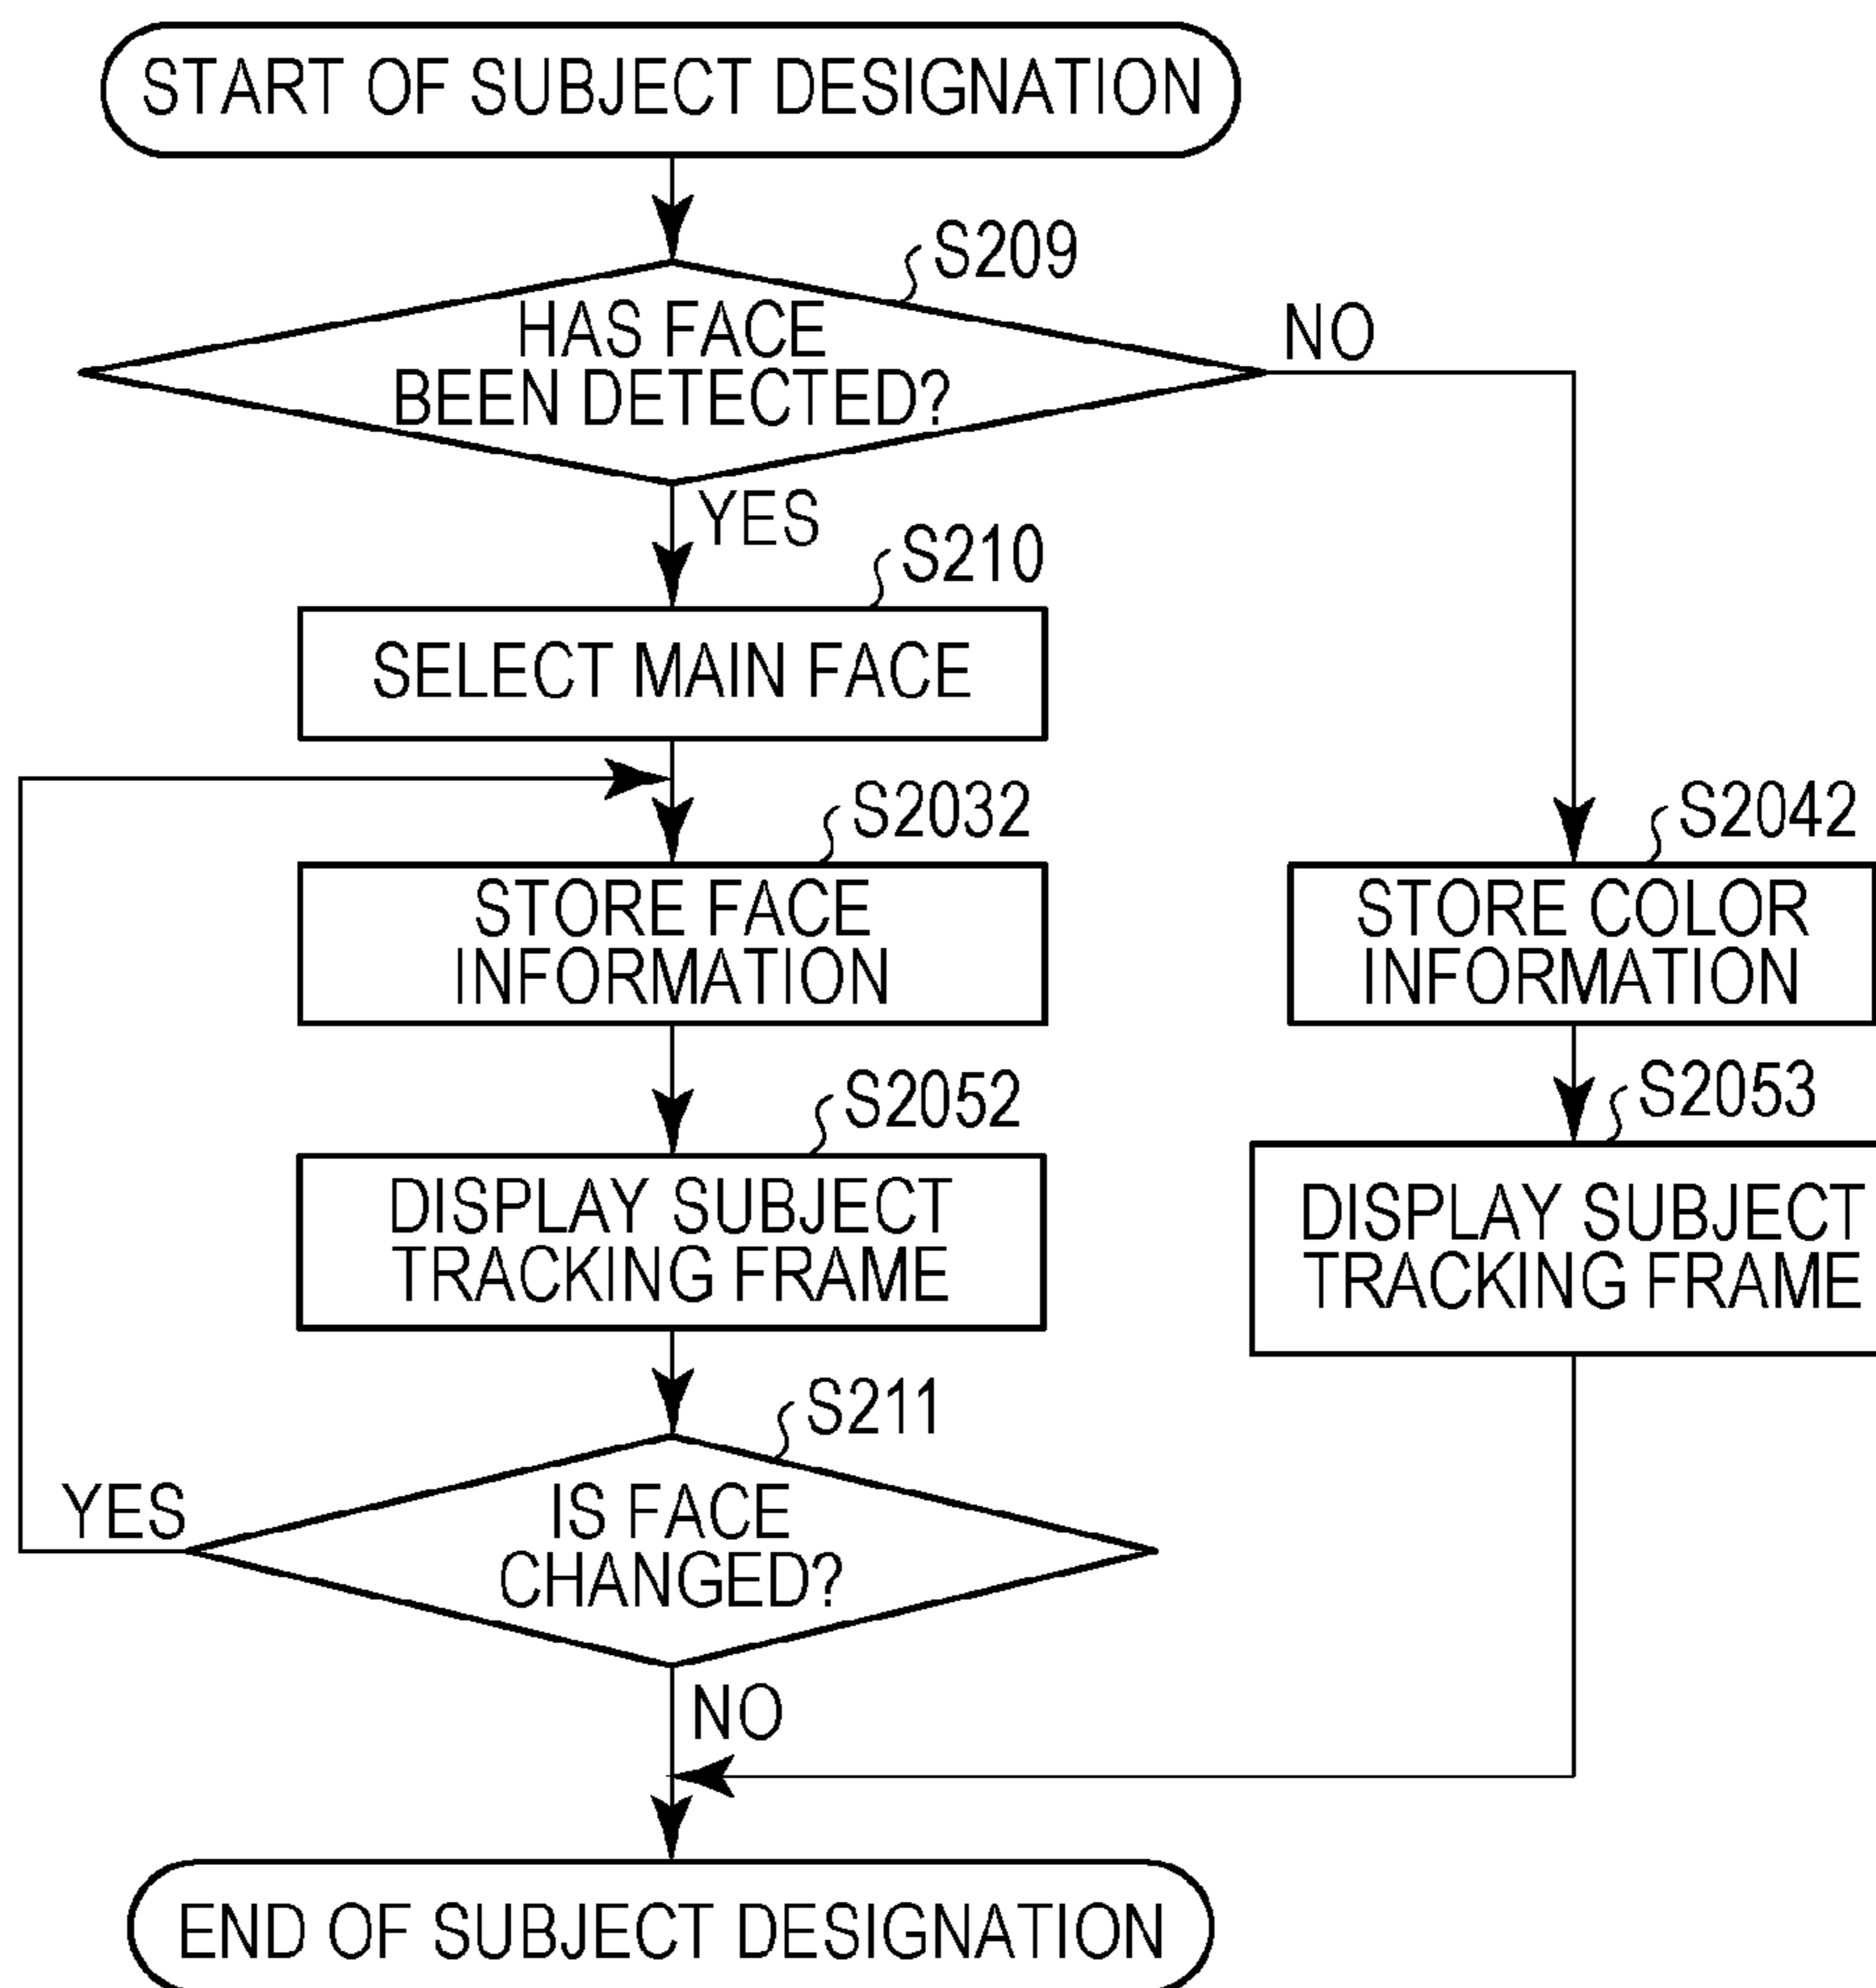 START OF SUBJECT DESIGNATION
S209
HAS FACE
BEEN DETECTED?
NO
YES
S210
SELECT MAIN FACE
S2032
STORE FACE
INFORMATION
S2042
STORE COLOR
INFORMATION
S2052
DISPLAY SUBJECT
TRACKING FRAME
S2053
DISPLAY SUBJECT
TRACKING FRAME
S211
IS FACE
CHANGED?
YES
NO
END OF SUBJECT DESIGNATION